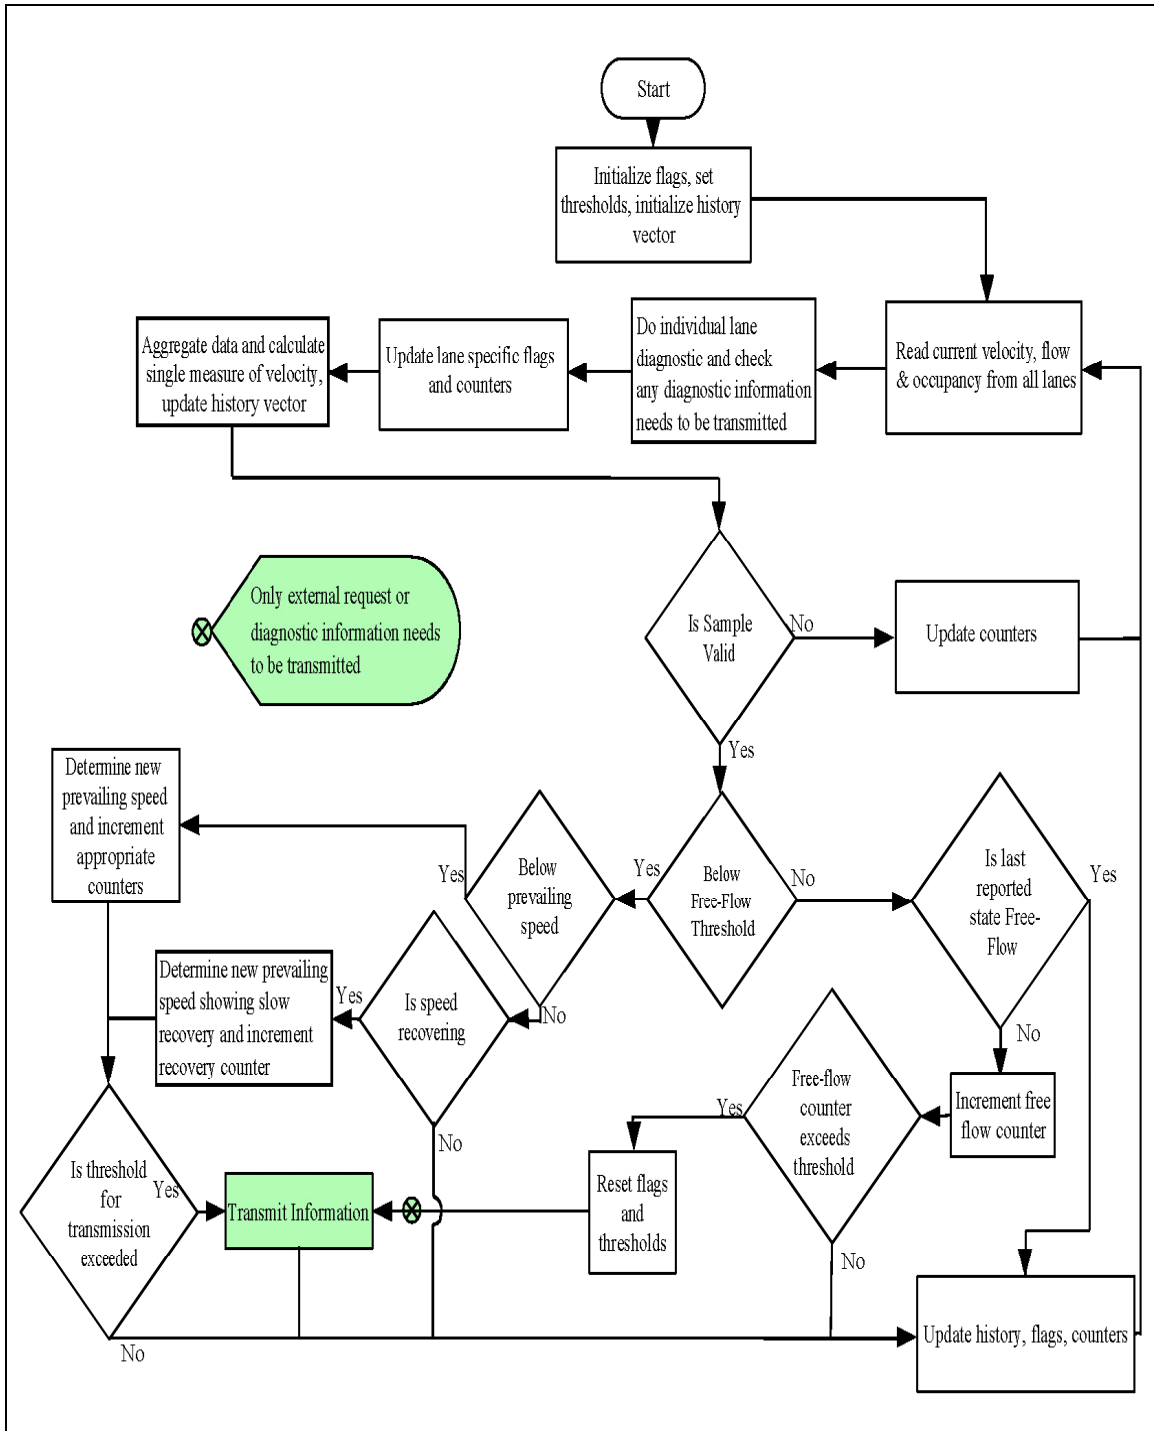 Start
Initialize flags, set
thresholds, initialize history
vector
Aggregate data and calculate
single measure of velocity,
update history vector
Update lane specific flags
and counters
Do individual lane
diagnostic and check
any diagnostic information
needs to be transmitted
Read current velocity, flow
& occupancy from all lanes
Only external request or
diagnostic information needs
to be transmitted
Is Sample
Valid
No
Update counters
Yes
Determine new
prevailing speed
and increment
appropriate
counters
Yes
Below
prevailing
speed
Yes
Below
Free-Flow
Threshold
No
Is last
reported
state Free-
Flow
Yes
Determine new prevailing
speed showing slow
recovery and increment
recovery counter
Yes
Is speed
recovering
No
No
Free-flow
counter
exceeds
threshold
Yes
Increment free
flow counter
No
Is threshold
for
transmission
exceeded
Yes
Transmit Information
Reset flags
and
thresholds
No
Update history, flags, counters
No